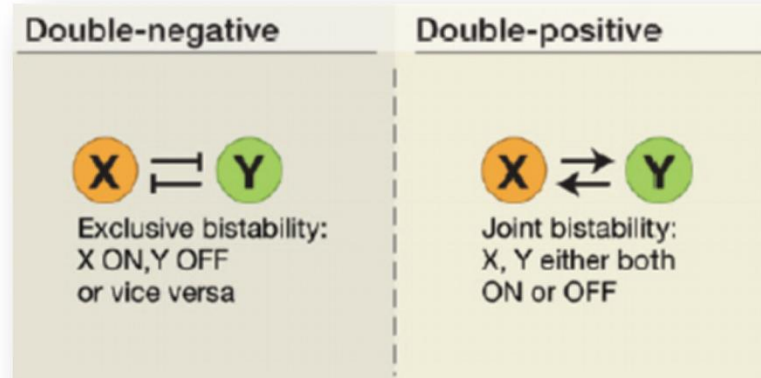 Double-negative
X Y
Exclusive bistability:
X ON,Y OFF
or vice versa
Double-positive
X Y
Joint bistability:
X, Y either both
ON or OFF